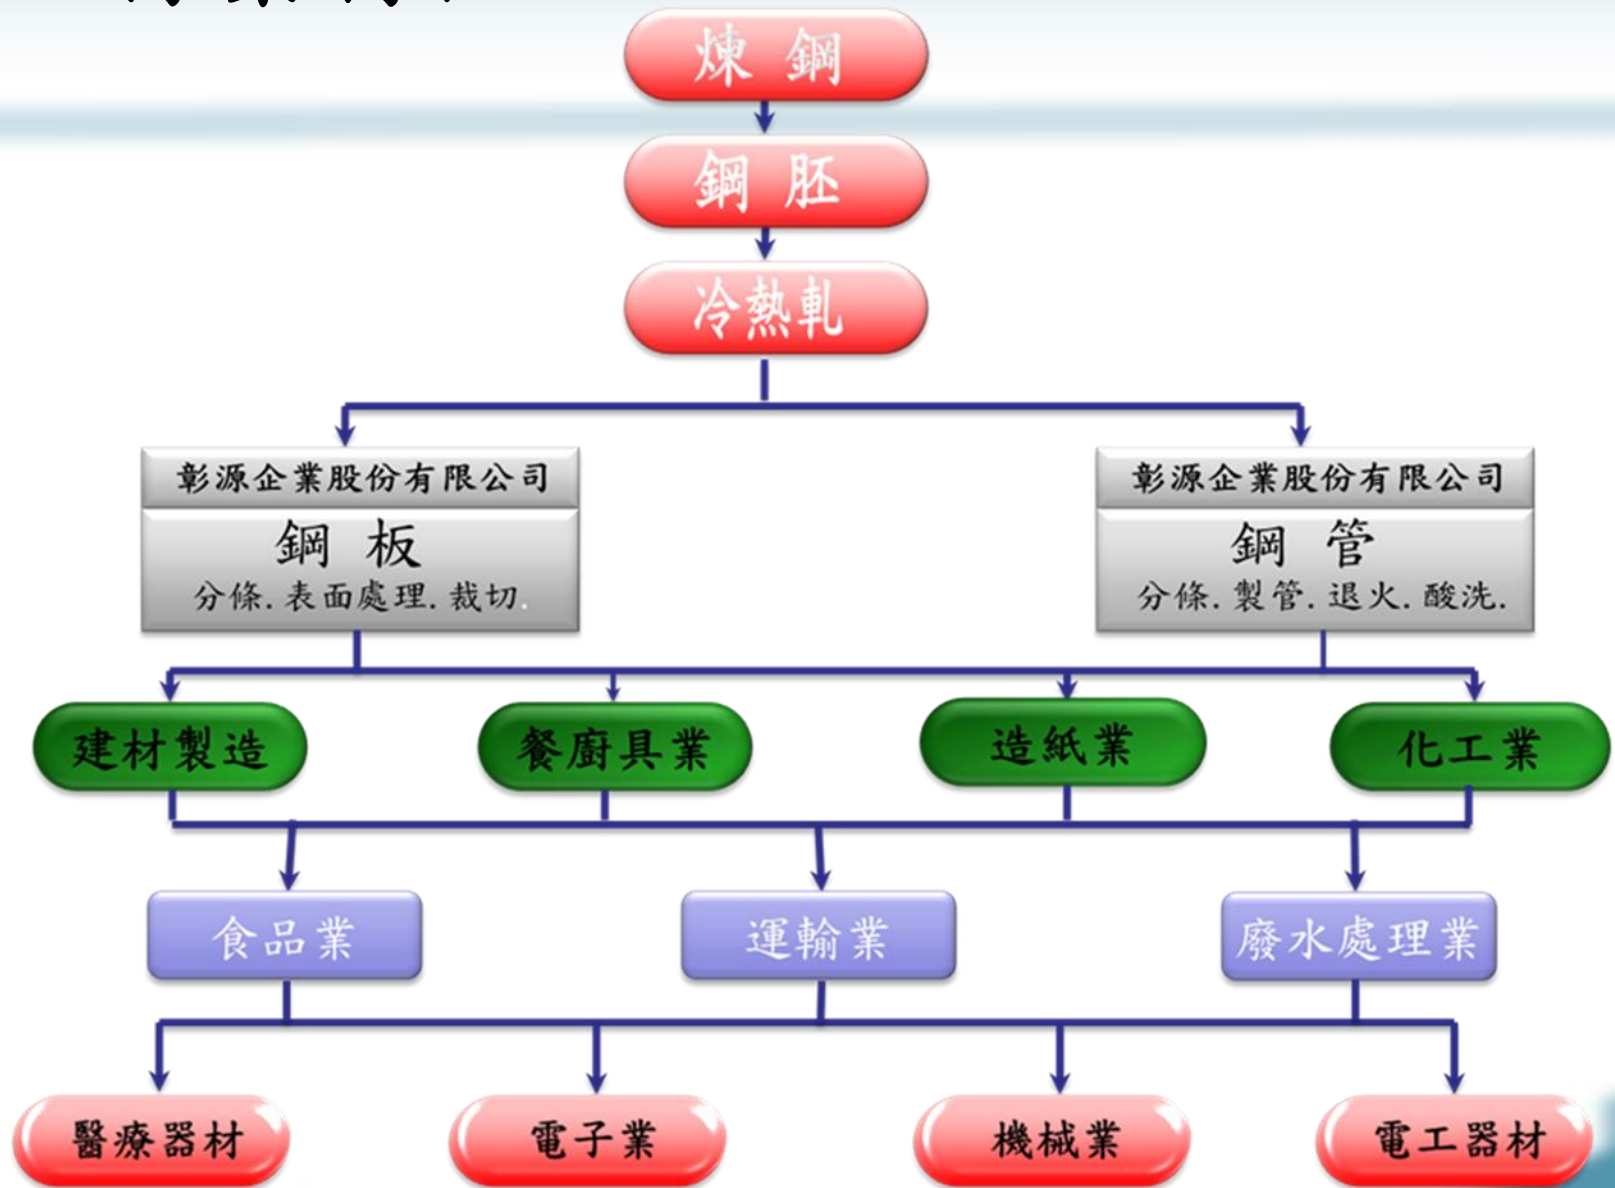 煉 鋼
鋼 胚
冷熱軋
彰源企業股份有限公司
鋼 板
分條.表面處理.裁切.
彰源企業股份有限公司
鋼 管
分條.製管.退火.酸洗.
建材製造
餐廚具業
造紙業
化工業
食品業
運輸業
廢水處理業
醫療器材
電子業
機械業
電工器材